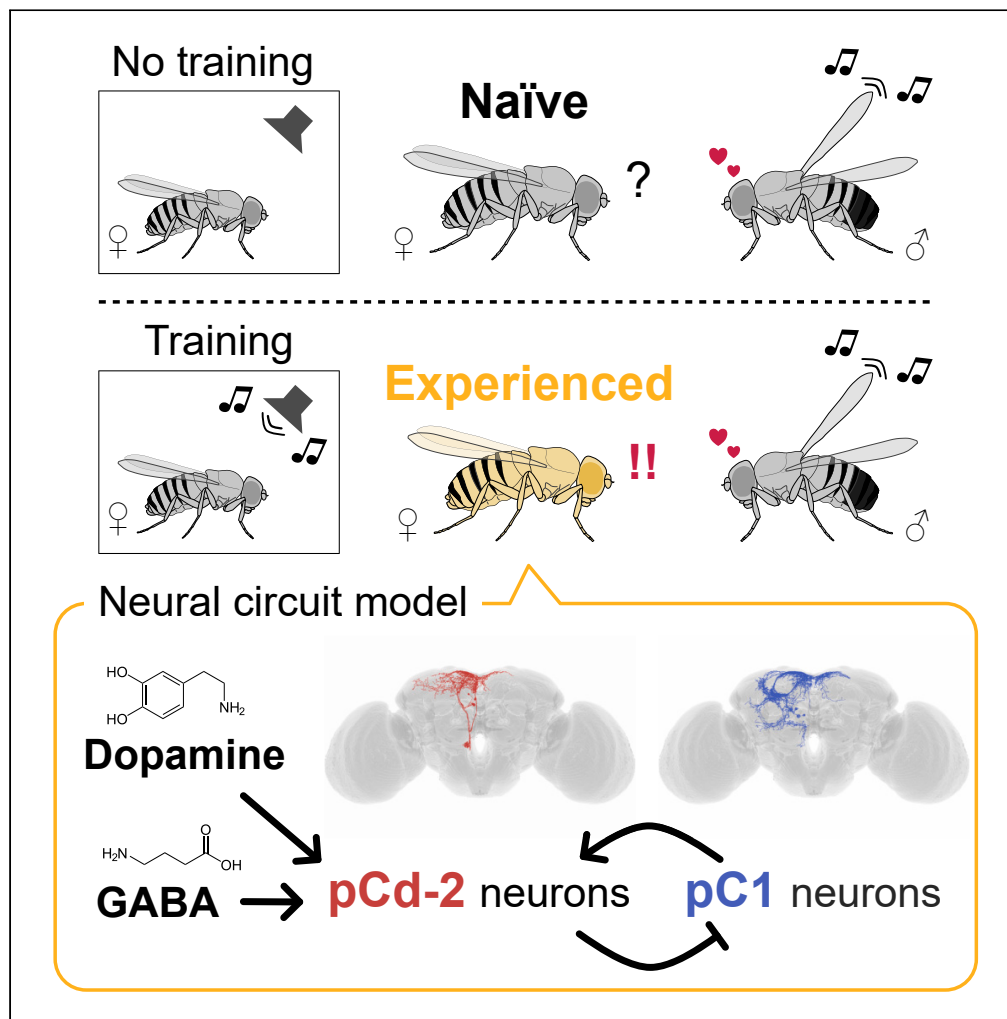 No training
Naïve
?
♀
♀
♂
Training
Experienced
!!
♀
♀
♂
Neural circuit model
HO
HO
NH₂
Dopamine
H₂N
O
OH
GABA
pCd-2 neurons
pC1 neurons